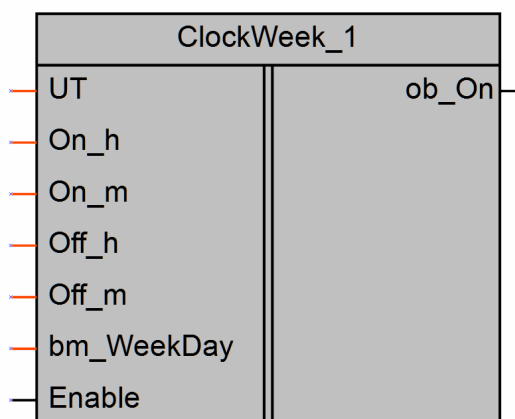 ClockWeek_1
UT
ob_On
On_h
On_m
Off_h
Off_m
bm_WeekDay
Enable